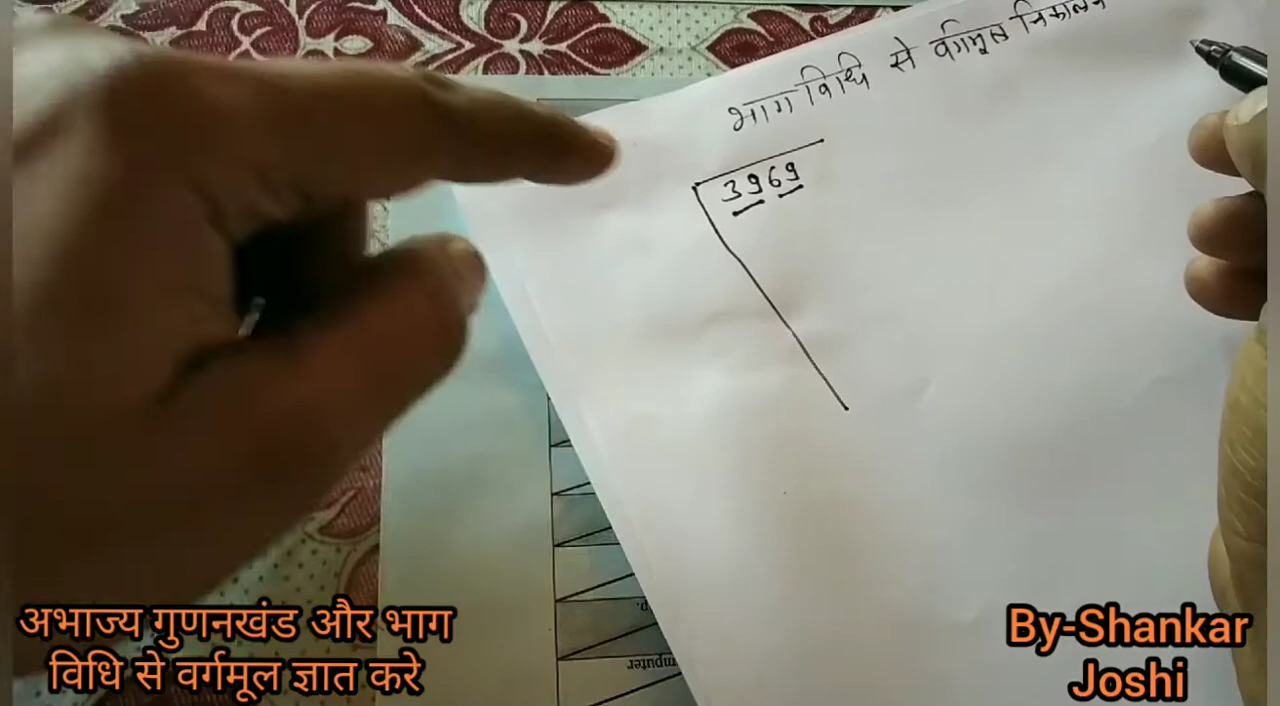 भाग विधि से वर्गमूल निकालन
3969
अभाज्य गुणनखंड और भाग
विधि से वर्गमूल ज्ञात करे
By-Shankar
Joshi